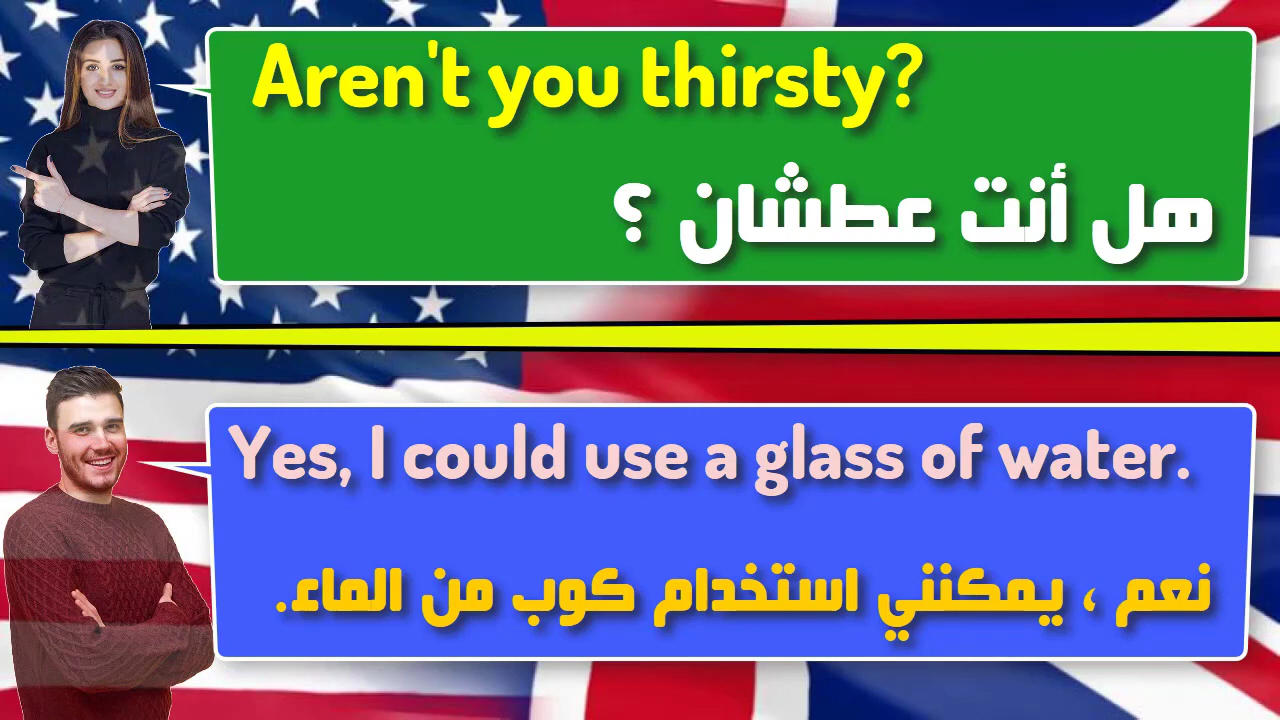 Aren't you thirsty?
هل أنت عطشان ؟
Yes, I could use a glass of water.
نعم ، يمكنني استخدام كوب من الماء.